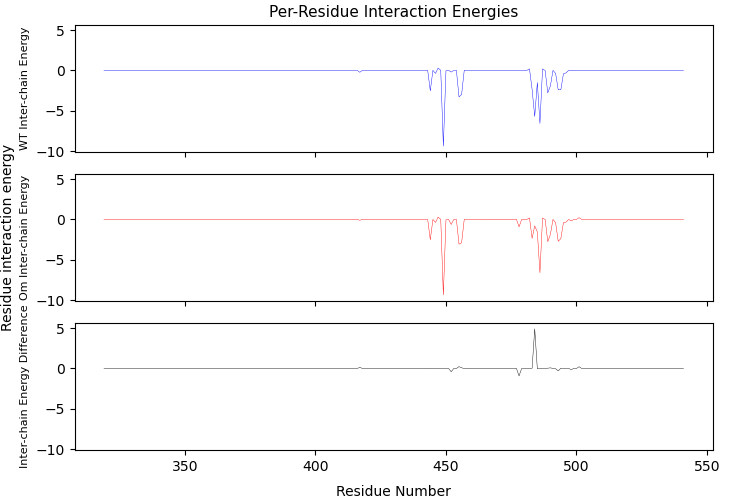 Per-Residue Interaction Energies
Residue interaction energy
WT Inter-chain Energy
5
0
−5
−10
Om Inter-chain Energy
5
0
−5
−10
Inter-chain Energy Difference
5
0
−5
−10
350
400
450
500
550
Residue Number